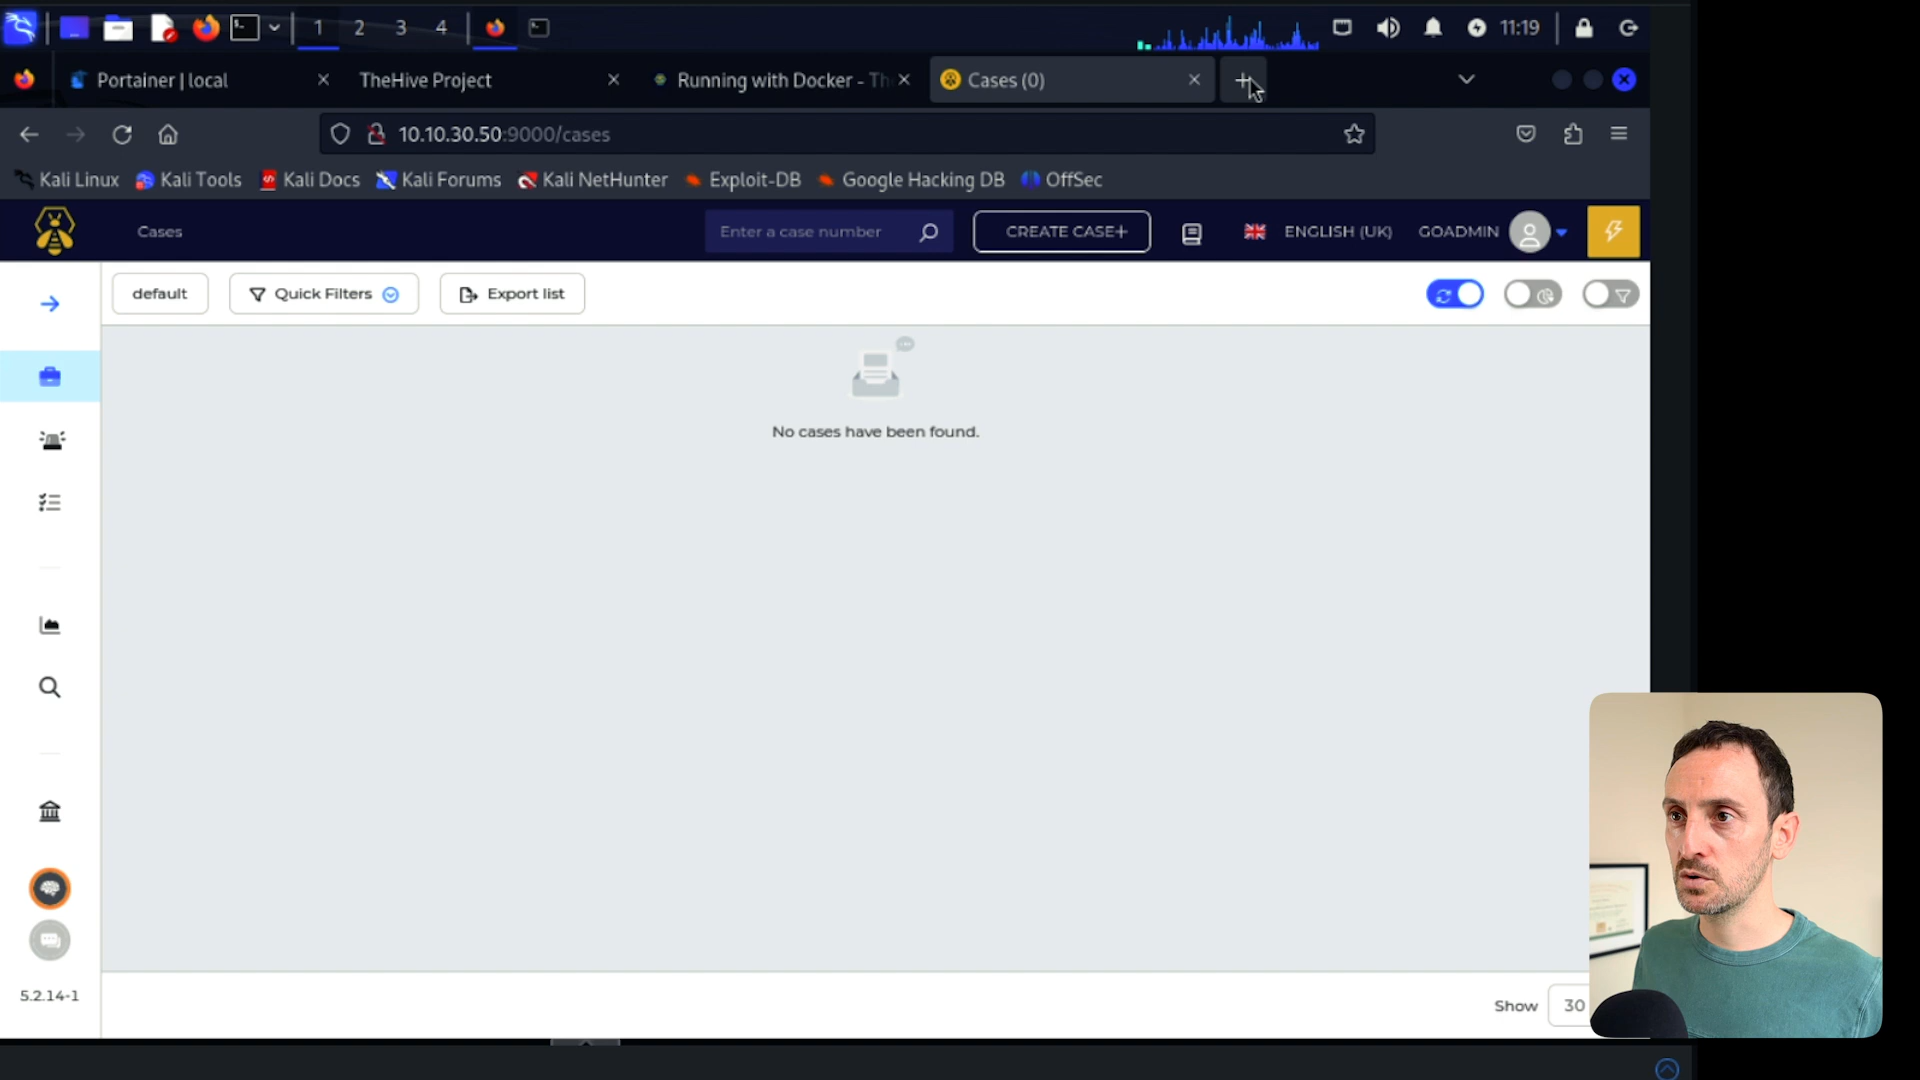 1 2 3 4 11:19
Portainer | local
TheHive Project
Running with Docker - Th
Cases (0)
10.10.30.50:9000/cases
Kali Linux Kali Tools Kali Docs Kali Forums Kali NetHunter Exploit-DB Google Hacking DB OffSec
Cases Enter a case number CREATE CASE+ ENGLISH (UK) GOADMIN
default Quick Filters Export list
No cases have been found.
5.2.14-1
Show 30